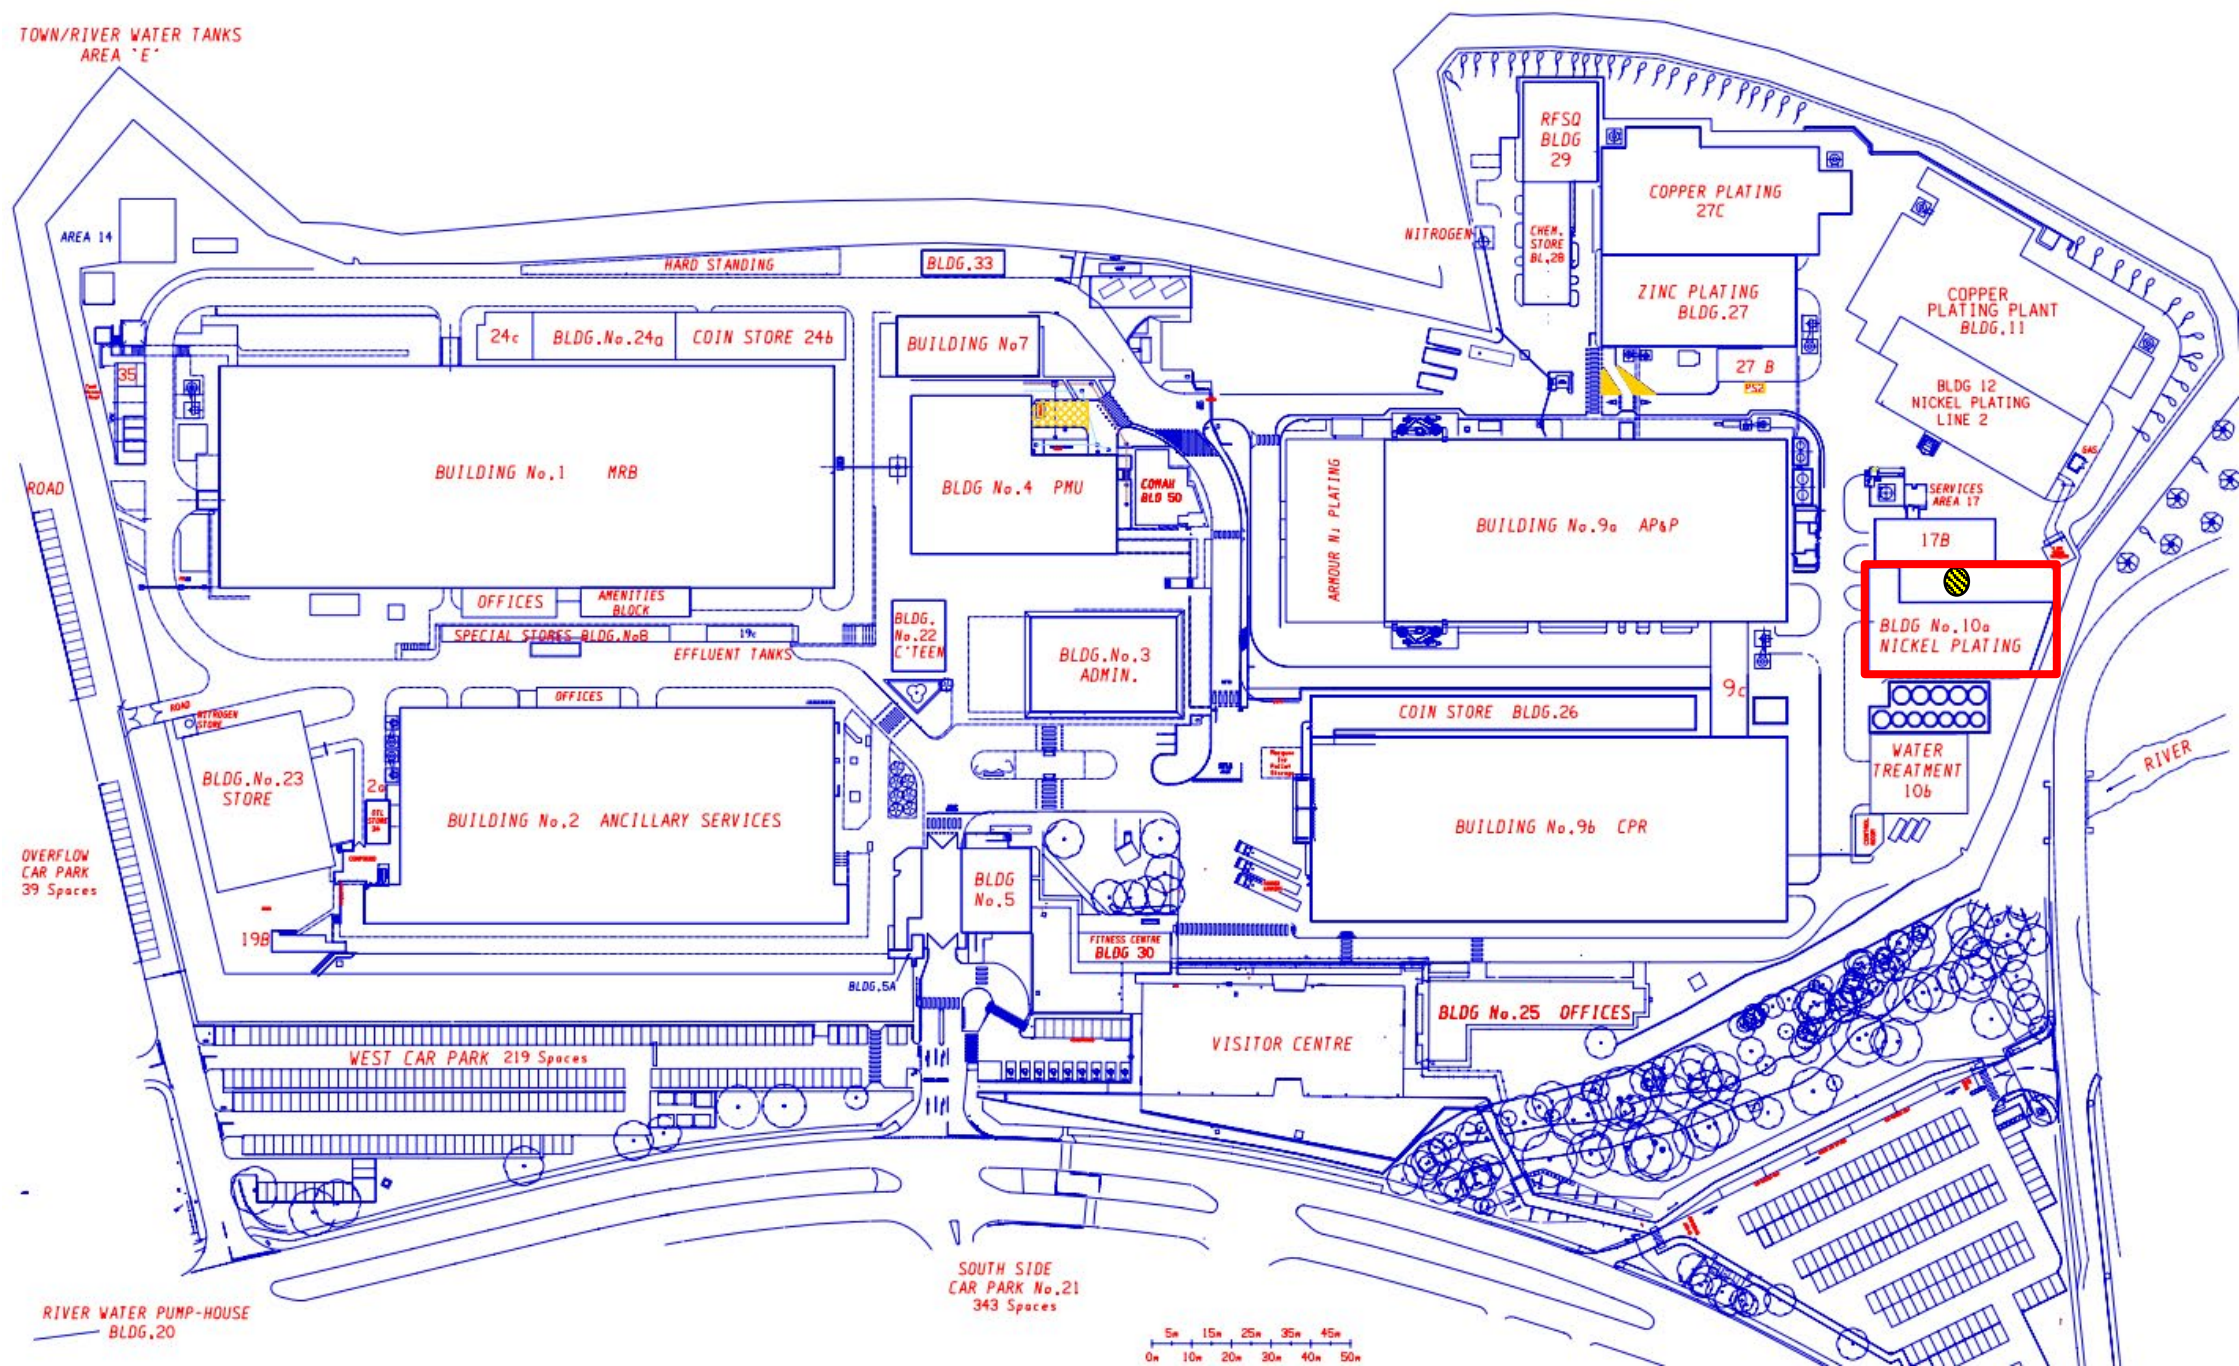 TOWN/RIVER WATER TANKS
AREA 'E'
AREA 14
HARD STANDING
BLDG.33
NITROGEN
RFSQ
BLDG
29
CHEM.
STORE
BL.28
COPPER PLATING
27C
ZINC PLATING
BLDG.27
27 B
PS2
COPPER
PLATING PLANT
BLDG.11
BLDG 12
NICKEL PLATING
LINE 2
GAS
SERVICES
AREA 17
17B
BLDG No.10a
NICKEL PLATING
24c
BLDG.No.24a
COIN STORE 24b
BUILDING No7
35
BUILDING No.1 MRB
BLDG No.4 PMU
COMAH
BLD 50
ARMOUR Ni PLATING
BUILDING No.9a AP&P
ROAD
OFFICES
AMENITIES
BLOCK
SPECIAL STORES BLDG.No8
19c
EFFLUENT TANKS
BLDG.
No.22
C'TEEN
BLDG.No.3
ADMIN.
9c
COIN STORE BLDG.26
OFFICES
ROAD
NITROGEN
STORE
BLDG.No.23
STORE
2a
OIL
STORE
COMPOUND
BUILDING No.2 ANCILLARY SERVICES
BUILDING No.9b CPR
WATER
TREATMENT
10b
CONTROL
ROOM
RIVER
OVERFLOW
CAR PARK
39 Spaces
19B
BLDG
No.5
FITNESS CENTRE
BLDG 30
BLDG.5A
BLDG No.25 OFFICES
VISITOR CENTRE
WEST CAR PARK 219 Spaces
SOUTH SIDE
CAR PARK No.21
343 Spaces
RIVER WATER PUMP-HOUSE
BLDG.20
5m 15m 25m 35m 45m
0m 10m 20m 30m 40m 50m